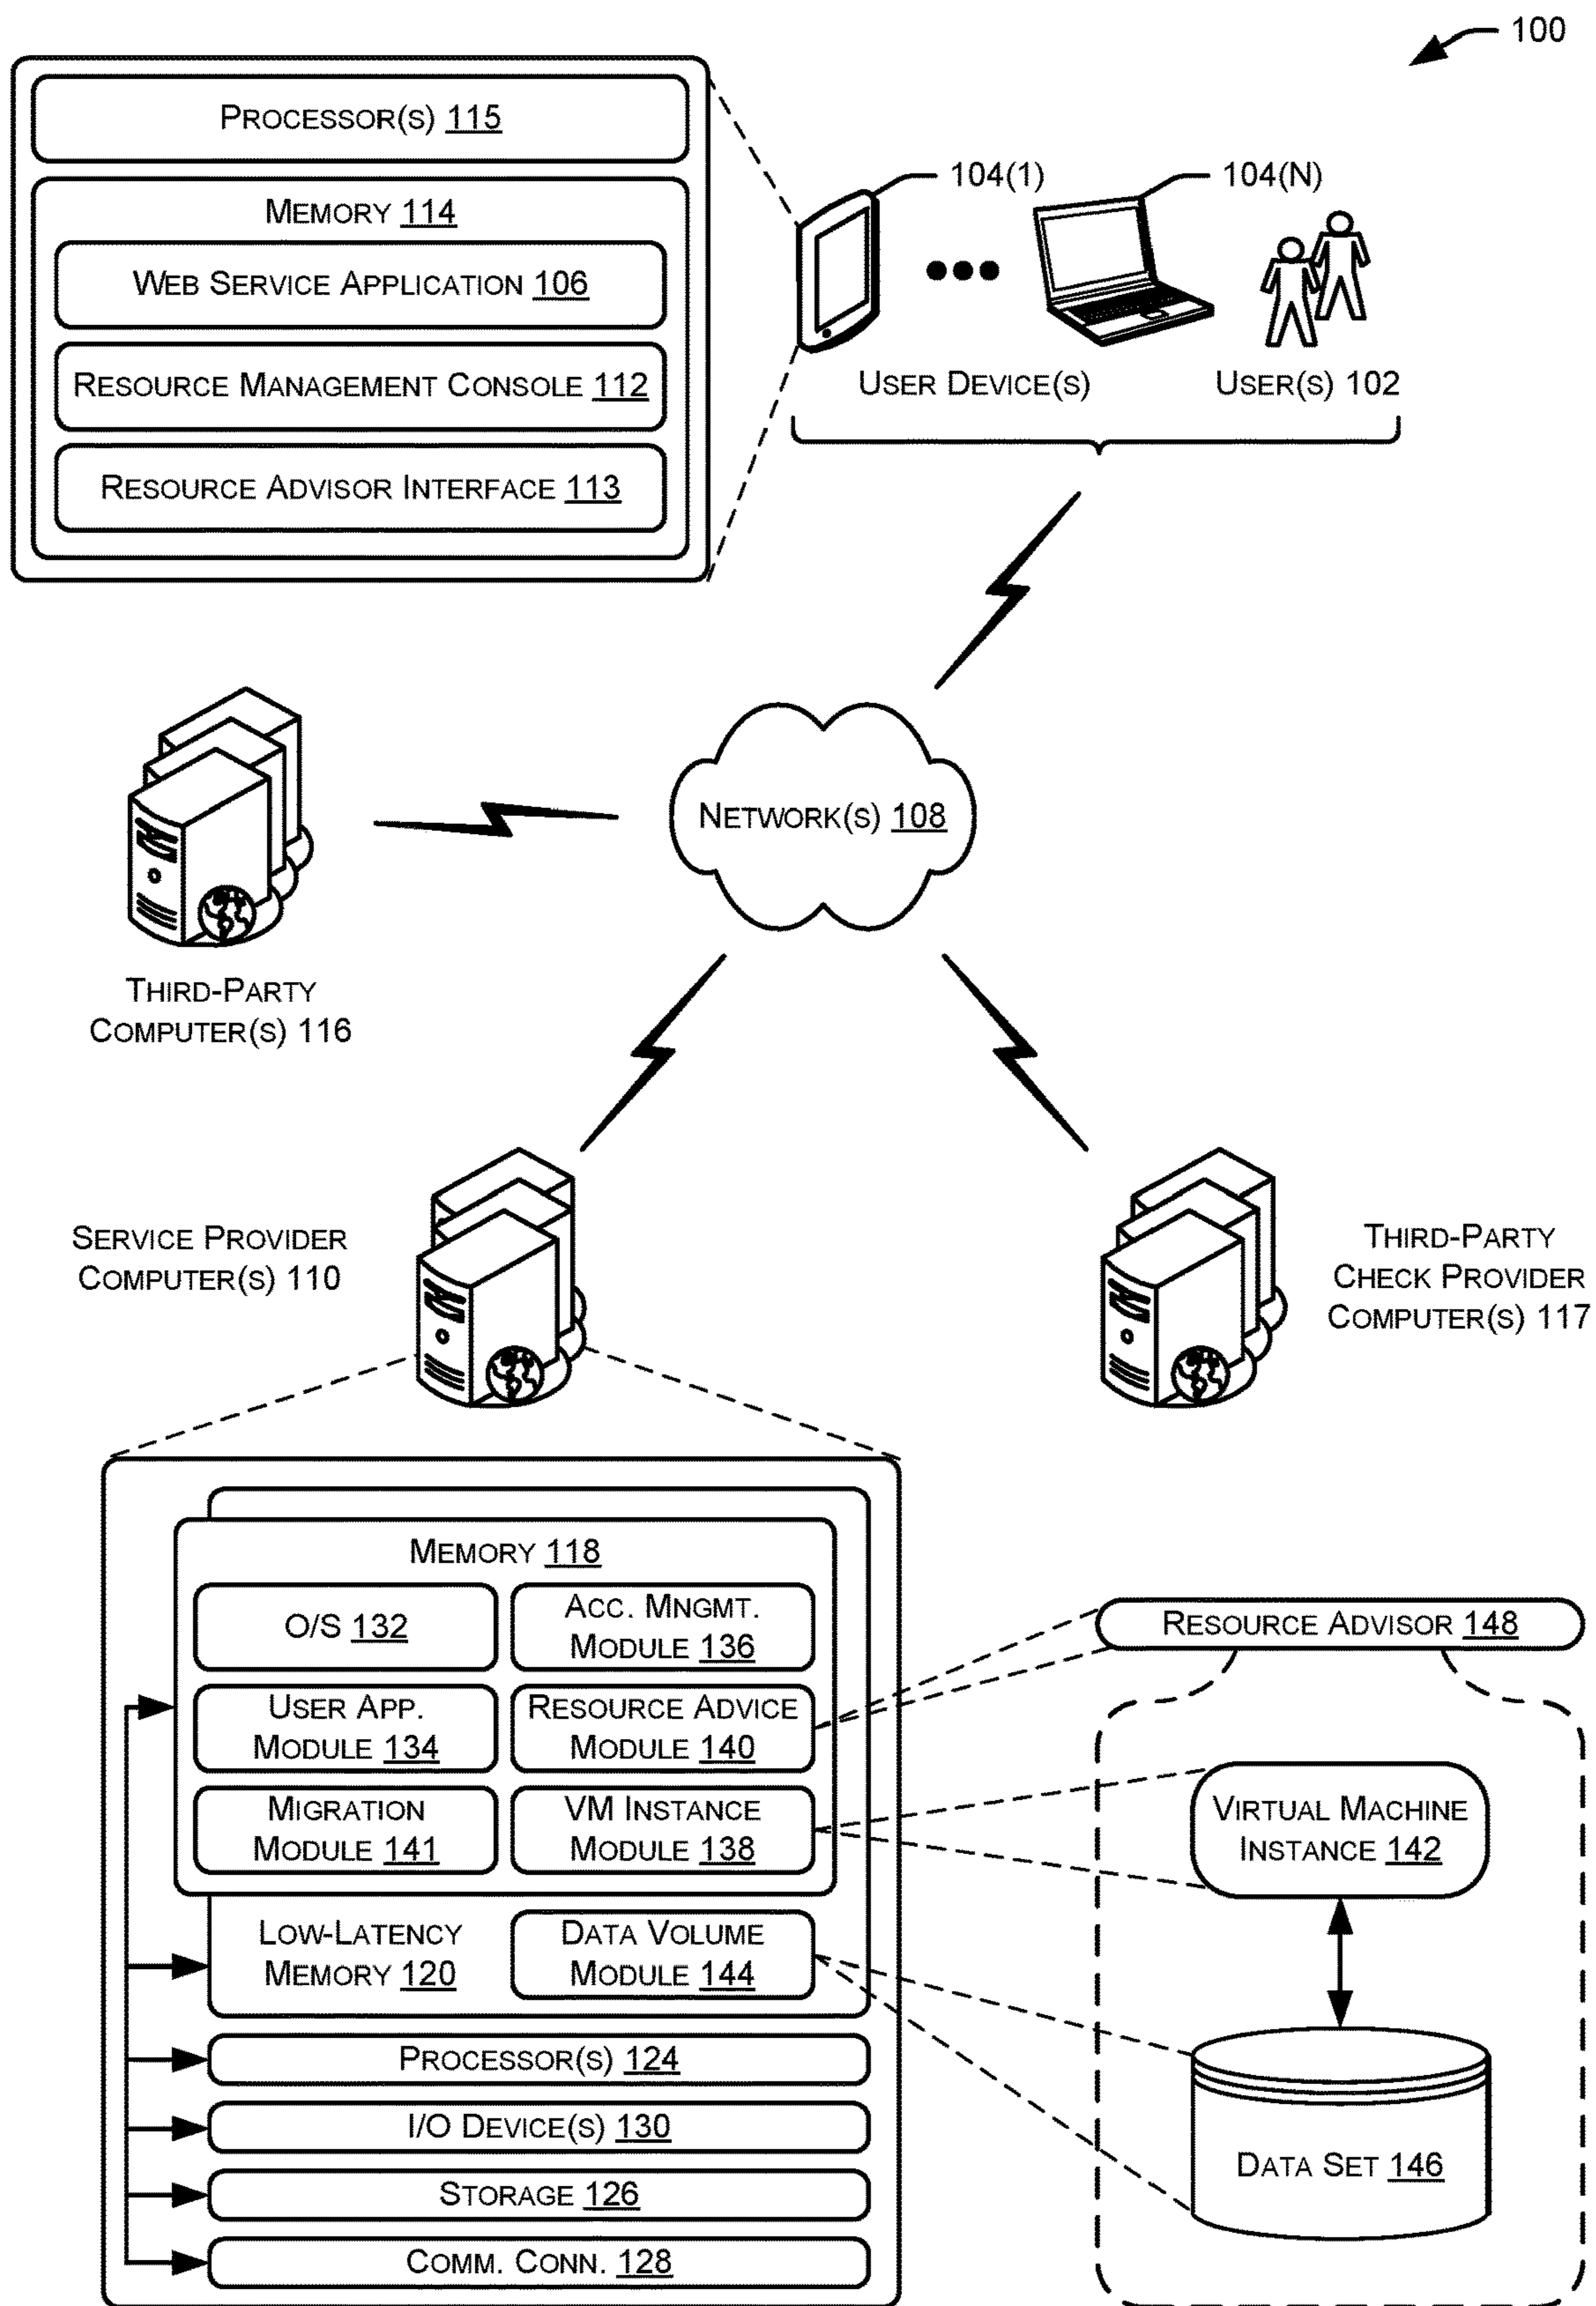 100
PROCESSOR(S) 115
MEMORY 114
WEB SERVICE APPLICATION 106
RESOURCE MANAGEMENT CONSOLE 112
RESOURCE ADVISOR INTERFACE 113
104(1)
104(N)
USER DEVICE(S)
USER(S) 102
NETWORK(S) 108
THIRD-PARTY
COMPUTER(S) 116
SERVICE PROVIDER
COMPUTER(S) 110
THIRD-PARTY
CHECK PROVIDER
COMPUTER(S) 117
MEMORY 118
O/S 132
ACC. MNGMT.
MODULE 136
USER APP.
MODULE 134
RESOURCE ADVICE
MODULE 140
MIGRATION
MODULE 141
VM INSTANCE
MODULE 138
LOW-LATENCY
MEMORY 120
DATA VOLUME
MODULE 144
PROCESSOR(S) 124
I/O DEVICE(S) 130
STORAGE 126
COMM. CONN. 128
RESOURCE ADVISOR 148
VIRTUAL MACHINE
INSTANCE 142
DATA SET 146